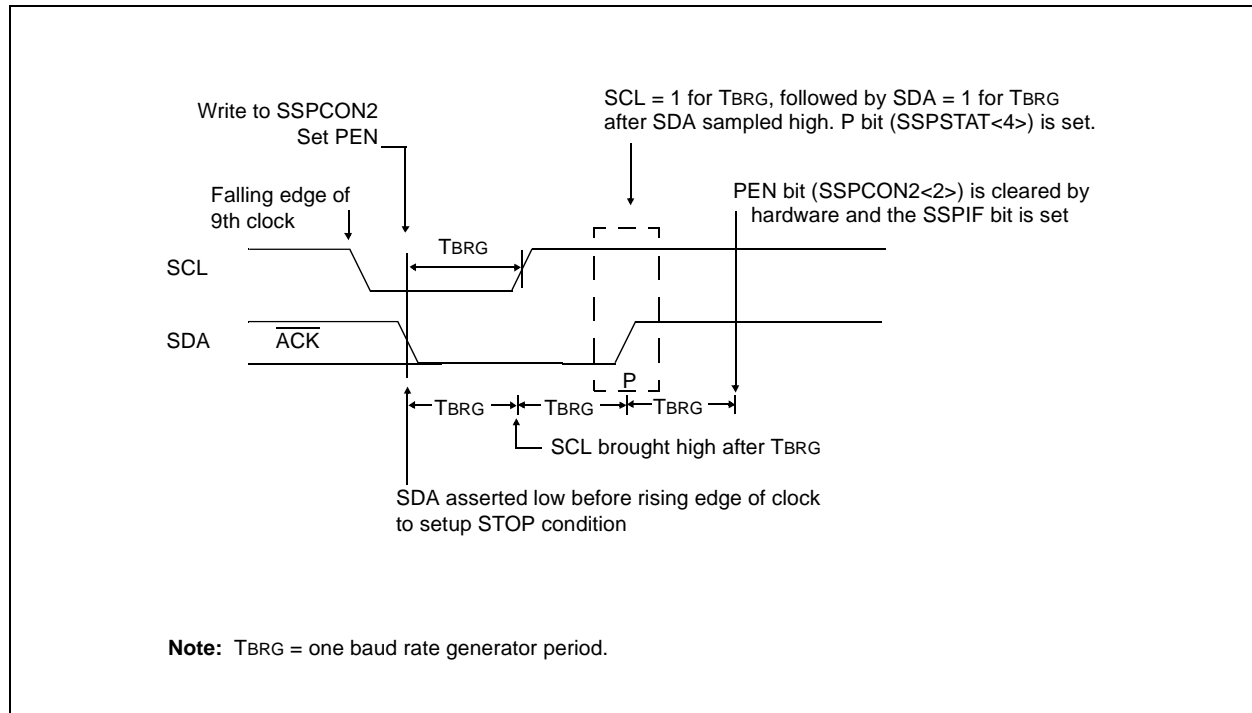 Write to SSPCON2
Set PEN
SCL = 1 for TBRG, followed by SDA = 1 for TBRG
after SDA sampled high. P bit (SSPSTAT<4>) is set.
Falling edge of
9th clock
PEN bit (SSPCON2<2>) is cleared by
hardware and the SSPIF bit is set
TBRG
SCL
SDA
ACK
P
TBRG
TBRG
TBRG
SCL brought high after TBRG
SDA asserted low before rising edge of clock
to setup STOP condition
Note: TBRG = one baud rate generator period.